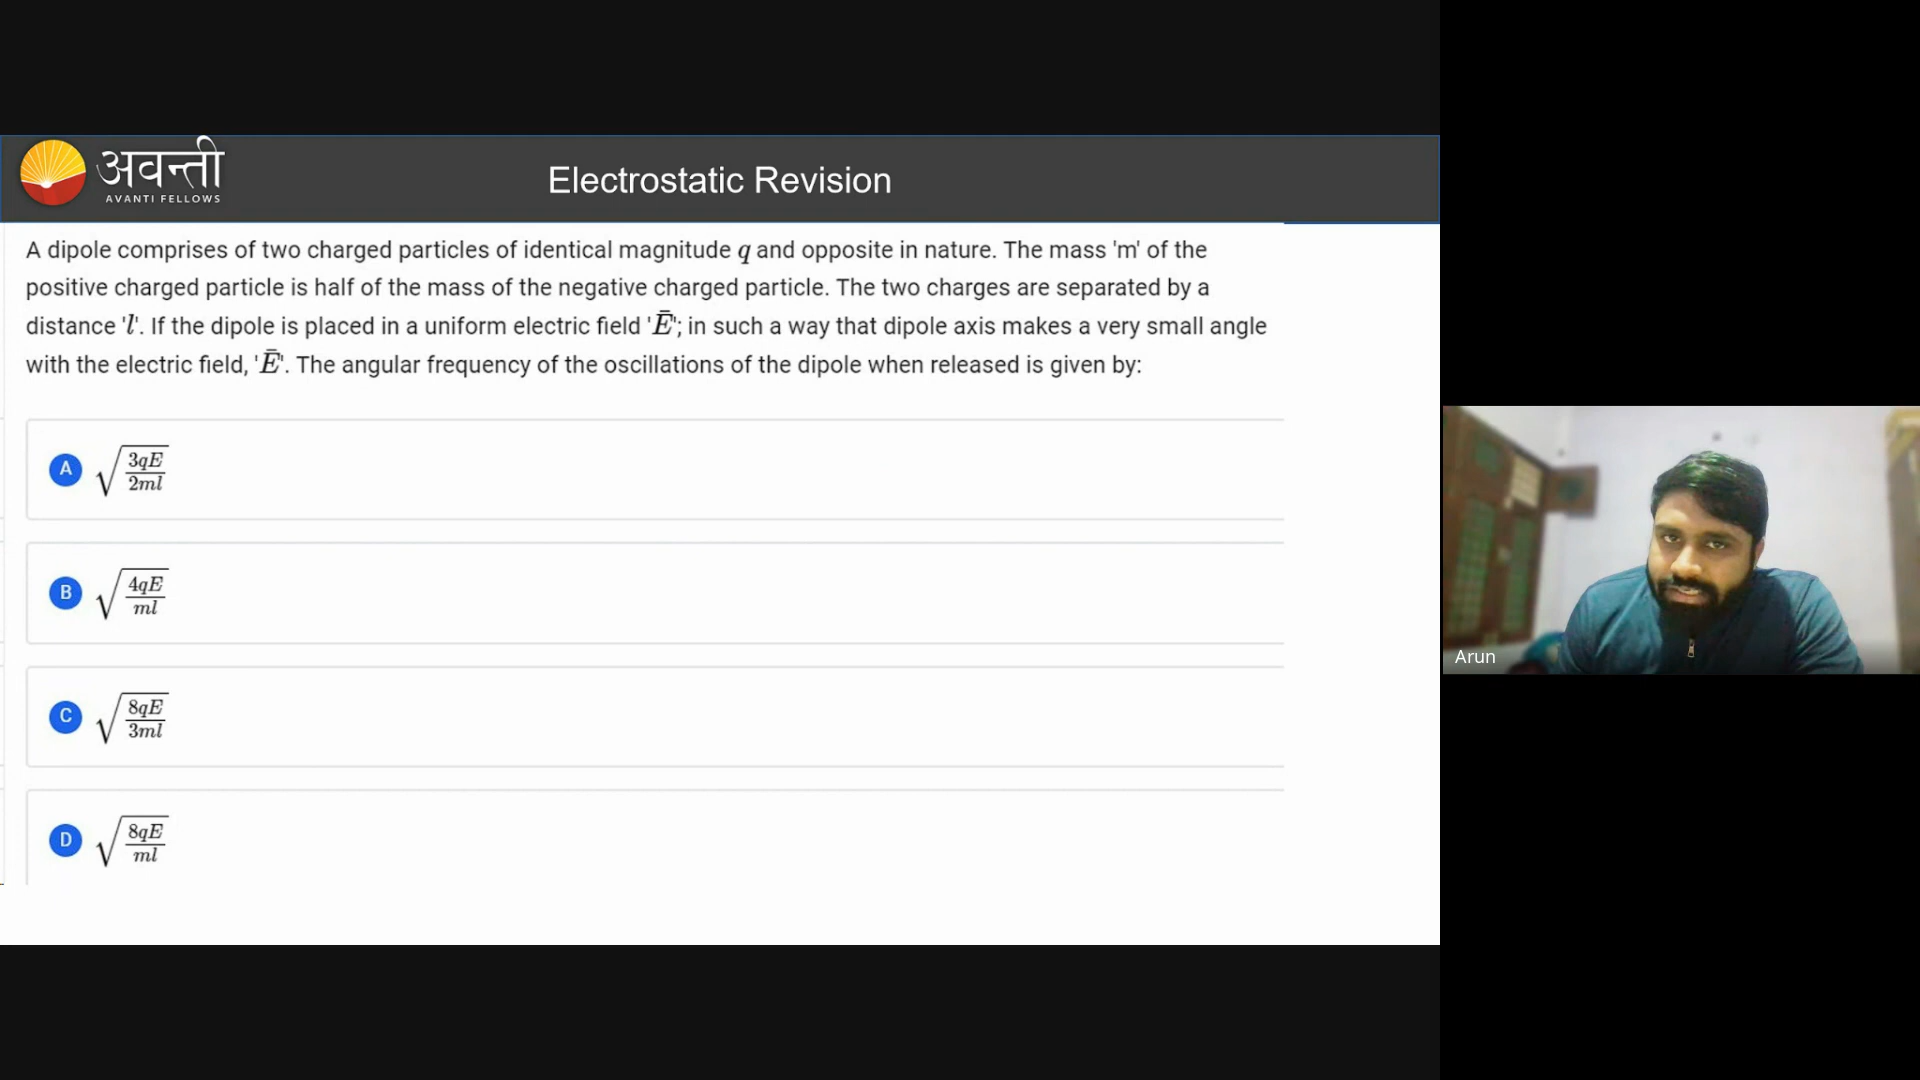 अवन्ती
AVANTI FELLOWS
Electrostatic Revision
A dipole comprises of two charged particles of identical magnitude q and opposite in nature. The mass 'm' of the
positive charged particle is half of the mass of the negative charged particle. The two charges are separated by a
distance 'l'. If the dipole is placed in a uniform electric field 'Ē'; in such a way that dipole axis makes a very small angle
with the electric field, 'Ē'. The angular frequency of the oscillations of the dipole when released is given by:
A √(3qE/2ml)
B √(4qE/ml)
C √(8qE/3ml)
D √(8qE/ml)
Arun